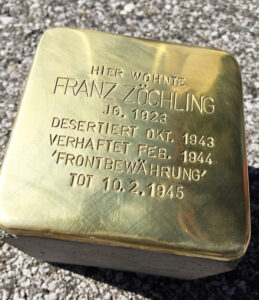 HIER WOHNTE
FRANZ ZÖCHLING
JG. 1923
DESERTIERT OKT. 1943
VERHAFTET FEB. 1944
'FRONTBEWÄHRUNG'
TOT 10.2.1945